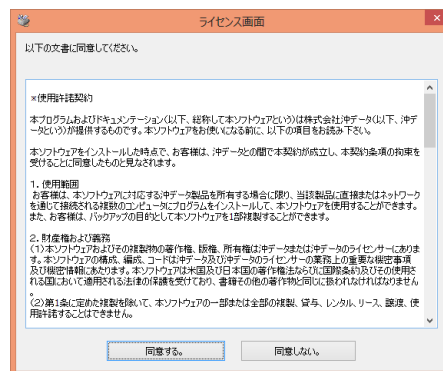 ライセンス画面
以下の文書に同意してください。
※使用許諾契約
本プログラムおよびドキュメンテーション(以下、総称して本ソフトウェアという)は株式会社沖データ(以下、沖デ
ータという)が提供するものです。本ソフトウェアをお使いになる前に、以下の項目をお読み下さい。
本ソフトウェアをインストールした時点で、お客様は、沖データとの間で本契約が成立し、本契約条項の拘束を
受けることに同意したものと見なされます。
1. 使用範囲
お客様は、本ソフトウェアに対応する沖データ製品を所有する場合に限り、当該製品に直接またはネットワーク
を通じて接続される複数のコンピュータにプログラムをインストールして、本ソフトウェアを使用することができます。
また、お客様は、バックアップの目的として本ソフトウェアを1部複製することができます。
2. 財産権および義務
(1)本ソフトウェアおよびその複製物の著作権、版権、所有権は沖データまたは沖データのライセンサーにありま
す。本ソフトウェアの構成、編成、コードは沖データ及び沖データのライセンサーの業務上の重要な機密事項
及び機密情報にあたります。本ソフトウェアは米国及び日本国の著作権法ならびに国際条約及びその使用さ
れる国において適用される法律の保護を受けており、書籍その他の著作物と同じに扱われなければなりません
。
(2)第1条に定めた複製を除いて、本ソフトウェアの一部または全部の複製、貸与、レンタル、リース、譲渡、使
用許諾することはできません。
同意する。
同意しない。